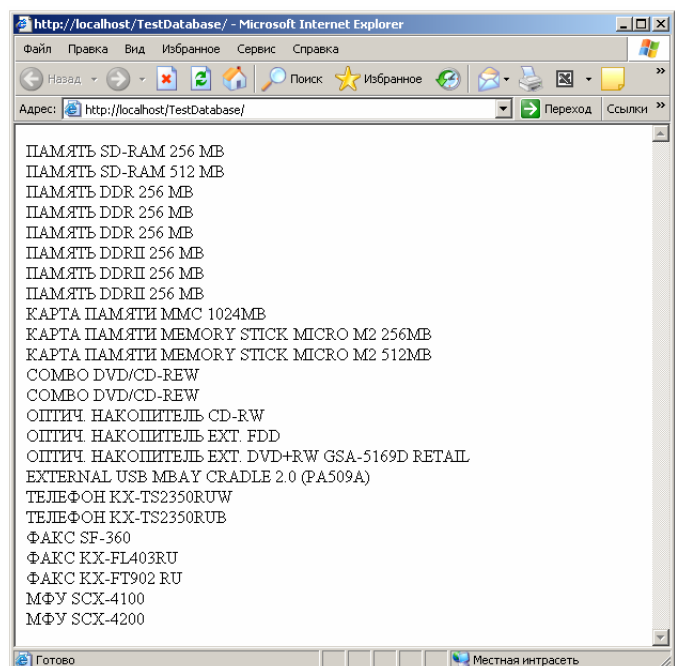 http://localhost/TestDatabase/ - Microsoft Internet Explorer
Файл Правка Вид Избранное Сервис Справка
Назад Поиск Избранное »
Адрес: http://localhost/TestDatabase/ Переход Ссылки »
ПАМЯТЬ SD-RAM 256 MB
ПАМЯТЬ SD-RAM 512 MB
ПАМЯТЬ DDR 256 MB
ПАМЯТЬ DDR 256 MB
ПАМЯТЬ DDR 256 MB
ПАМЯТЬ DDRII 256 MB
ПАМЯТЬ DDRII 256 MB
ПАМЯТЬ DDRII 256 MB
КАРТА ПАМЯТИ MMC 1024MB
КАРТА ПАМЯТИ MEMORY STICK MICRO M2 256MB
КАРТА ПАМЯТИ MEMORY STICK MICRO M2 512MB
COMBO DVD/CD-REW
COMBO DVD/CD-REW
ОПТИЧ. НАКОПИТЕЛЬ CD-RW
ОПТИЧ. НАКОПИТЕЛЬ EXT. FDD
ОПТИЧ. НАКОПИТЕЛЬ EXT. DVD+RW GSA-5169D RETAIL
EXTERNAL USB MBAY CRADLE 2.0 (PA509A)
ТЕЛЕФОН KX-TS2350RUW
ТЕЛЕФОН KX-TS2350RUB
ФАКС SF-360
ФАКС KX-FL403RU
ФАКС KX-FT902 RU
МФУ SCX-4100
МФУ SCX-4200
Готово Местная интрасеть